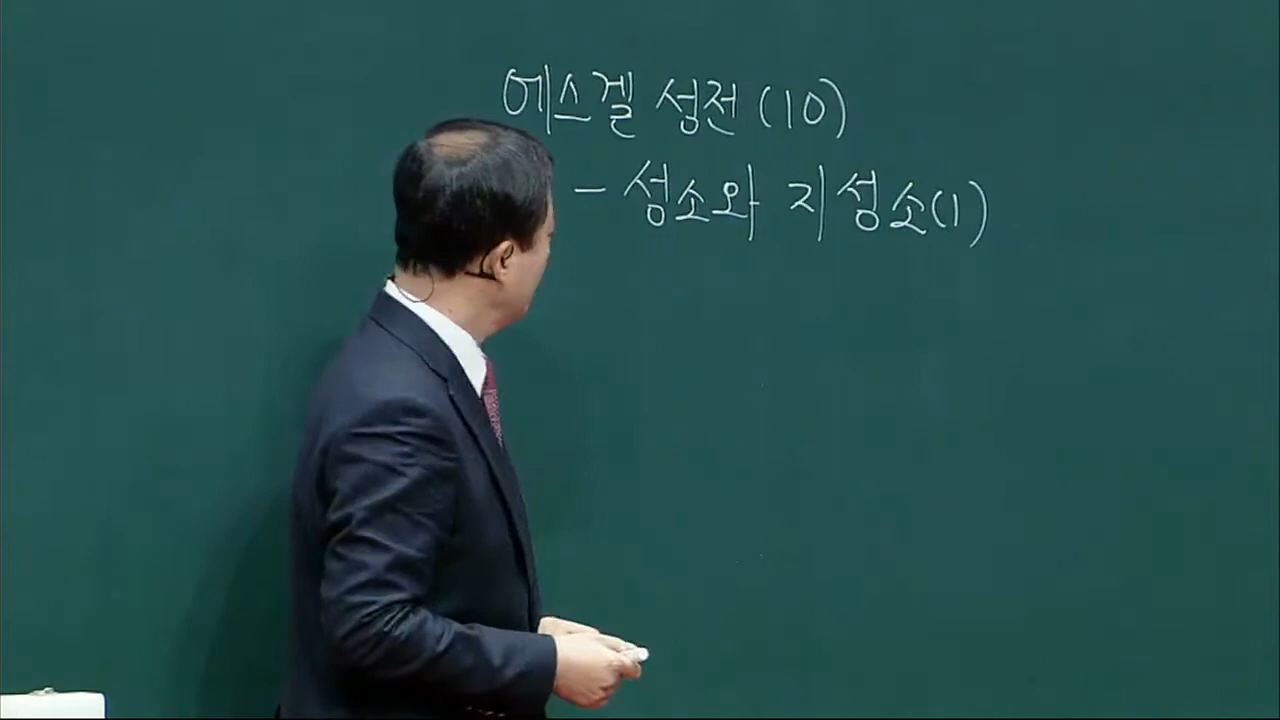 에스겔 성전 (10)
- 성소와 지성소(1)